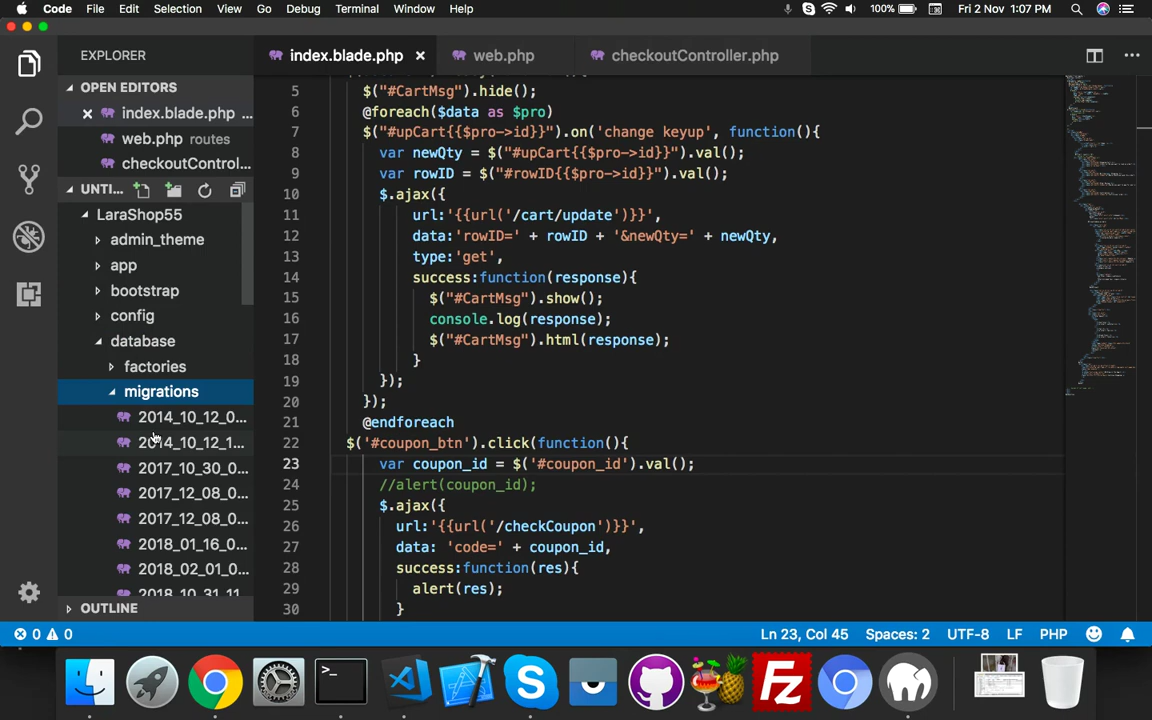 Code File Edit Selection View Go Debug Terminal Window Help 100% Fri 2 Nov 1:07 PM
EXPLORER
index.blade.php × web.php checkoutController.php
OPEN EDITORS
× index.blade.php ...
web.php routes
checkoutControl...
UNTI...
LaraShop55
admin_theme
app
bootstrap
config
database
factories
migrations
2014_10_12_0...
2014_10_12_1...
2017_10_30_0...
2017_12_08_0...
2017_12_08_0...
2018_01_16_0...
2018_02_01_0...
2018_10_31_11...
OUTLINE
5 $("#CartMsg").hide();
6 @foreach($data as $pro)
7 $("#upCart{{$pro->id}}").on('change keyup', function(){
8 var newQty = $("#upCart{{$pro->id}}").val();
9 var rowID = $("#rowID{{$pro->id}}").val();
10 $.ajax({
11 url:'{{url('/cart/update')}}',
12 data:'rowID=' + rowID + '&newQty=' + newQty,
13 type:'get',
14 success:function(response){
15 $("#CartMsg").show();
16 console.log(response);
17 $("#CartMsg").html(response);
18 }
19 });
20 });
21 @endforeach
22 $('#coupon_btn').click(function(){
23 var coupon_id = $('#coupon_id').val();
24 //alert(coupon_id);
25 $.ajax({
26 url:'{{url('/checkCoupon')}}',
27 data: 'code=' + coupon_id,
28 success:function(res){
29 alert(res);
30 }
0 0 Ln 23, Col 45 Spaces: 2 UTF-8 LF PHP